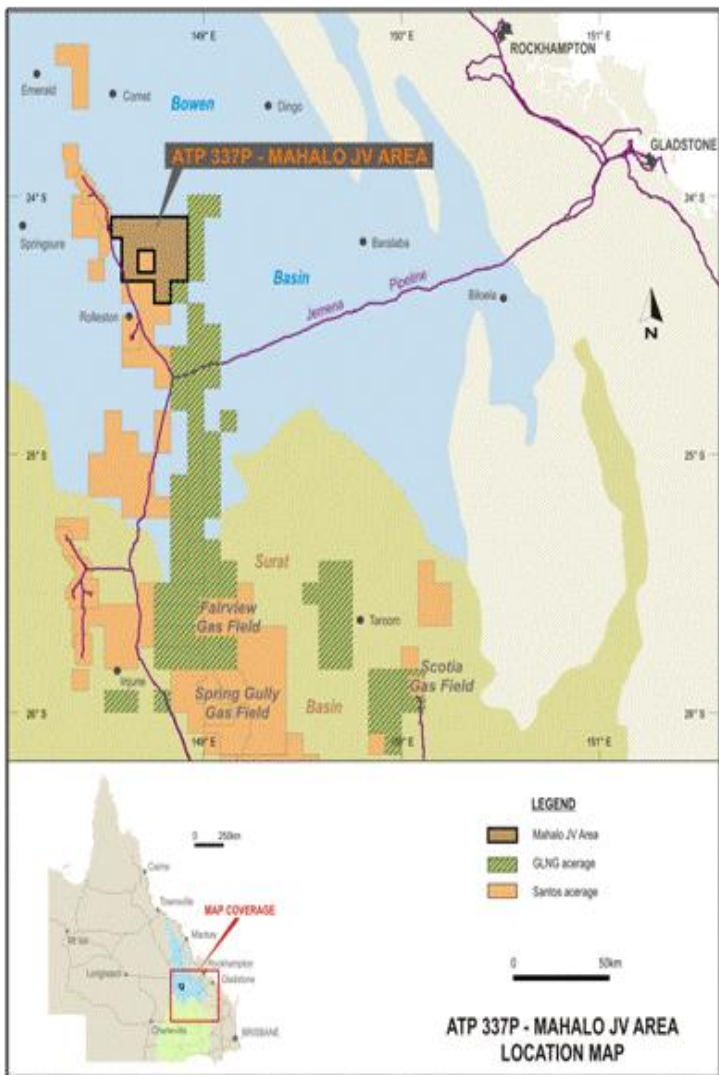 149° E 150° E 151° E
ROCKHAMPTON
Emerald
Comet
Bowen
Dingo
GLADSTONE
ATP 337P - MAHALO JV AREA
24° S 24° S
Springsure
Baralaba
Basin
Jemena Pipeline
Biloela
Rolleston
N
25° S 25° S
Surat
Fairview
Gas Field
Taroom
Scotia
Gas Field
Injune
Spring Gully
Gas Field
Basin
26° S 26° S
149° E 150° E 151° E
LEGEND
Mahalo JV Area
GLNG acerage
Santos acerage
0 250km
Cairns
Townsville
MAP COVERAGE
Mackay
Mt Isa
Rockhampton
Longreach
Gladstone
0 50km
Charleville
BRISBANE
ATP 337P - MAHALO JV AREA
LOCATION MAP